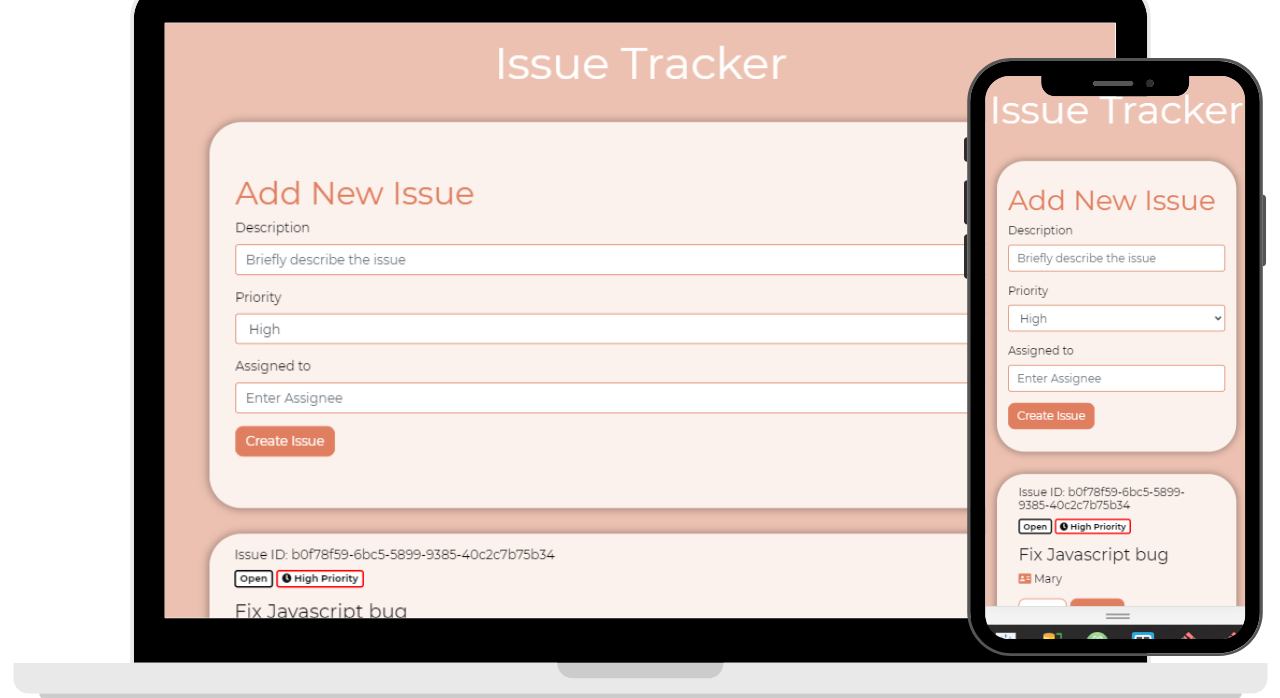 Issue Tracker
Add New Issue
Description
Briefly describe the issue
Priority
High
Assigned to
Enter Assignee
Create Issue
Issue ID: b0f78f59-6bc5-5899-9385-40c2c7b75b34
Open
High Priority
Fix Javascript bug
Issue Tracker
Add New Issue
Description
Briefly describe the issue
Priority
High
Assigned to
Enter Assignee
Create Issue
Issue ID: b0f78f59-6bc5-5899-
9385-40c2c7b75b34
Open
High Priority
Fix Javascript bug
Mary